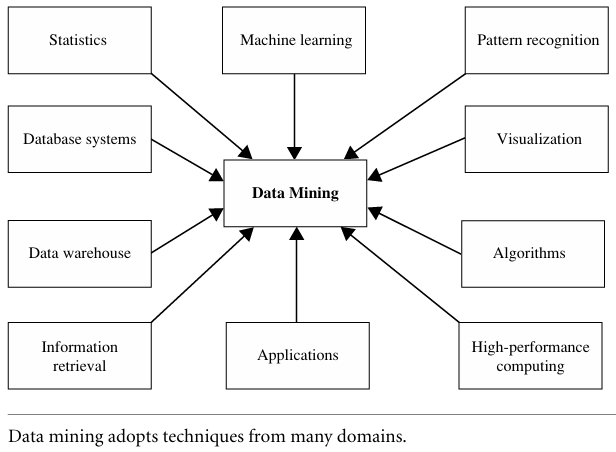 Statistics
Machine learning
Pattern recognition
Database systems
Visualization
Data Mining
Data warehouse
Algorithms
Information
retrieval
Applications
High-performance
computing
Data mining adopts techniques from many domains.